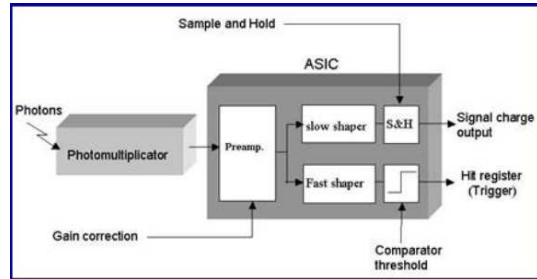 Sample and Hold
ASIC
Photons
Photomultiplicator
Preamp.
slow shaper
S&H
Signal charge
output
Fast shaper
Hit register
(Trigger)
Gain correction
Comparator
threshold